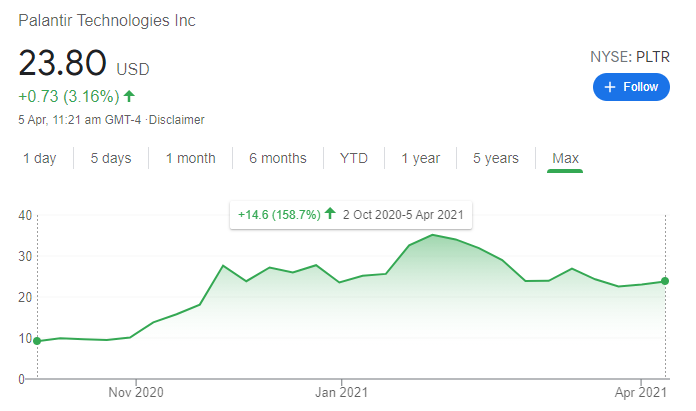 Palantir Technologies Inc
23.80 USD
NYSE: PLTR
+0.73 (3.16%)
+ Follow
5 Apr, 11:21 am GMT-4 · Disclaimer
1 day 5 days 1 month 6 months YTD 1 year 5 years Max
+14.6 (158.7%) 2 Oct 2020-5 Apr 2021
40
30
20
10
0
Nov 2020 Jan 2021 Apr 2021